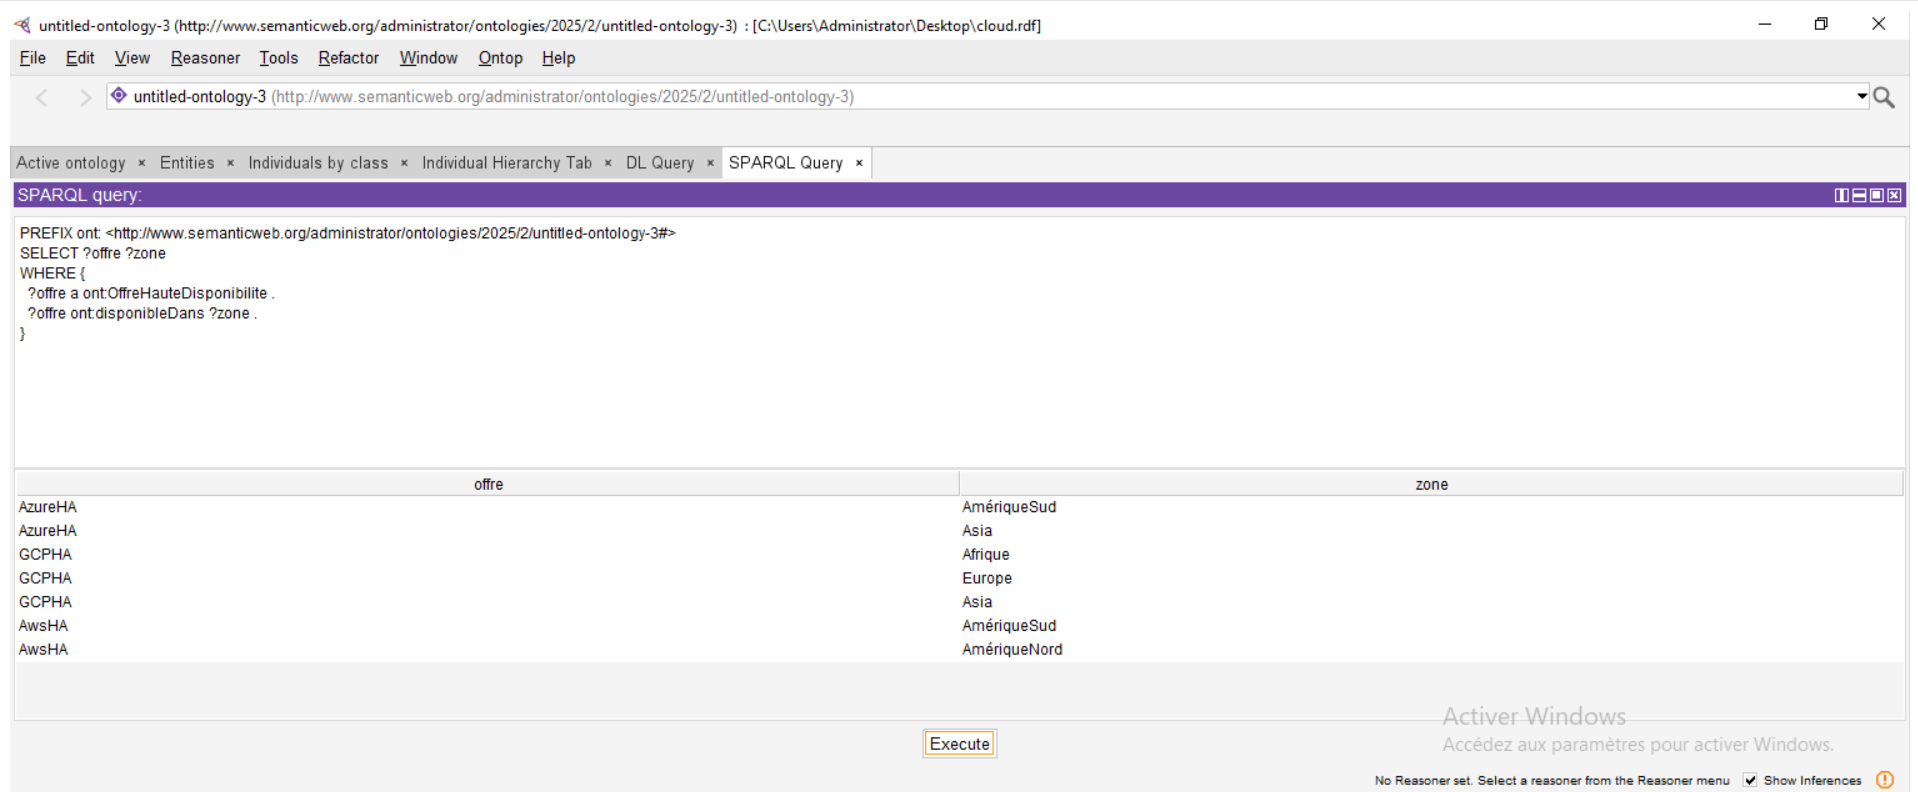 untitled-ontology-3 (http://www.semanticweb.org/administrator/ontologies/2025/2/untitled-ontology-3) : [C:\Users\Administrator\Desktop\cloud.rdf]
File Edit View Reasoner Tools Refactor Window Ontop Help
untitled-ontology-3 (http://www.semanticweb.org/administrator/ontologies/2025/2/untitled-ontology-3)
Active ontology × Entities × Individuals by class × Individual Hierarchy Tab × DL Query × SPARQL Query ×
SPARQL query:
PREFIX ont: <http://www.semanticweb.org/administrator/ontologies/2025/2/untitled-ontology-3#>
SELECT ?offre ?zone
WHERE {
?offre a ont:OffreHauteDisponibilite .
?offre ont:disponibleDans ?zone .
}
offre zone
AzureHA AmériqueSud
AzureHA Asia
GCPHA Afrique
GCPHA Europe
GCPHA Asia
AwsHA AmériqueSud
AwsHA AmériqueNord
Activer Windows
Execute
Accédez aux paramètres pour activer Windows.
No Reasoner set. Select a reasoner from the Reasoner menu Show Inferences